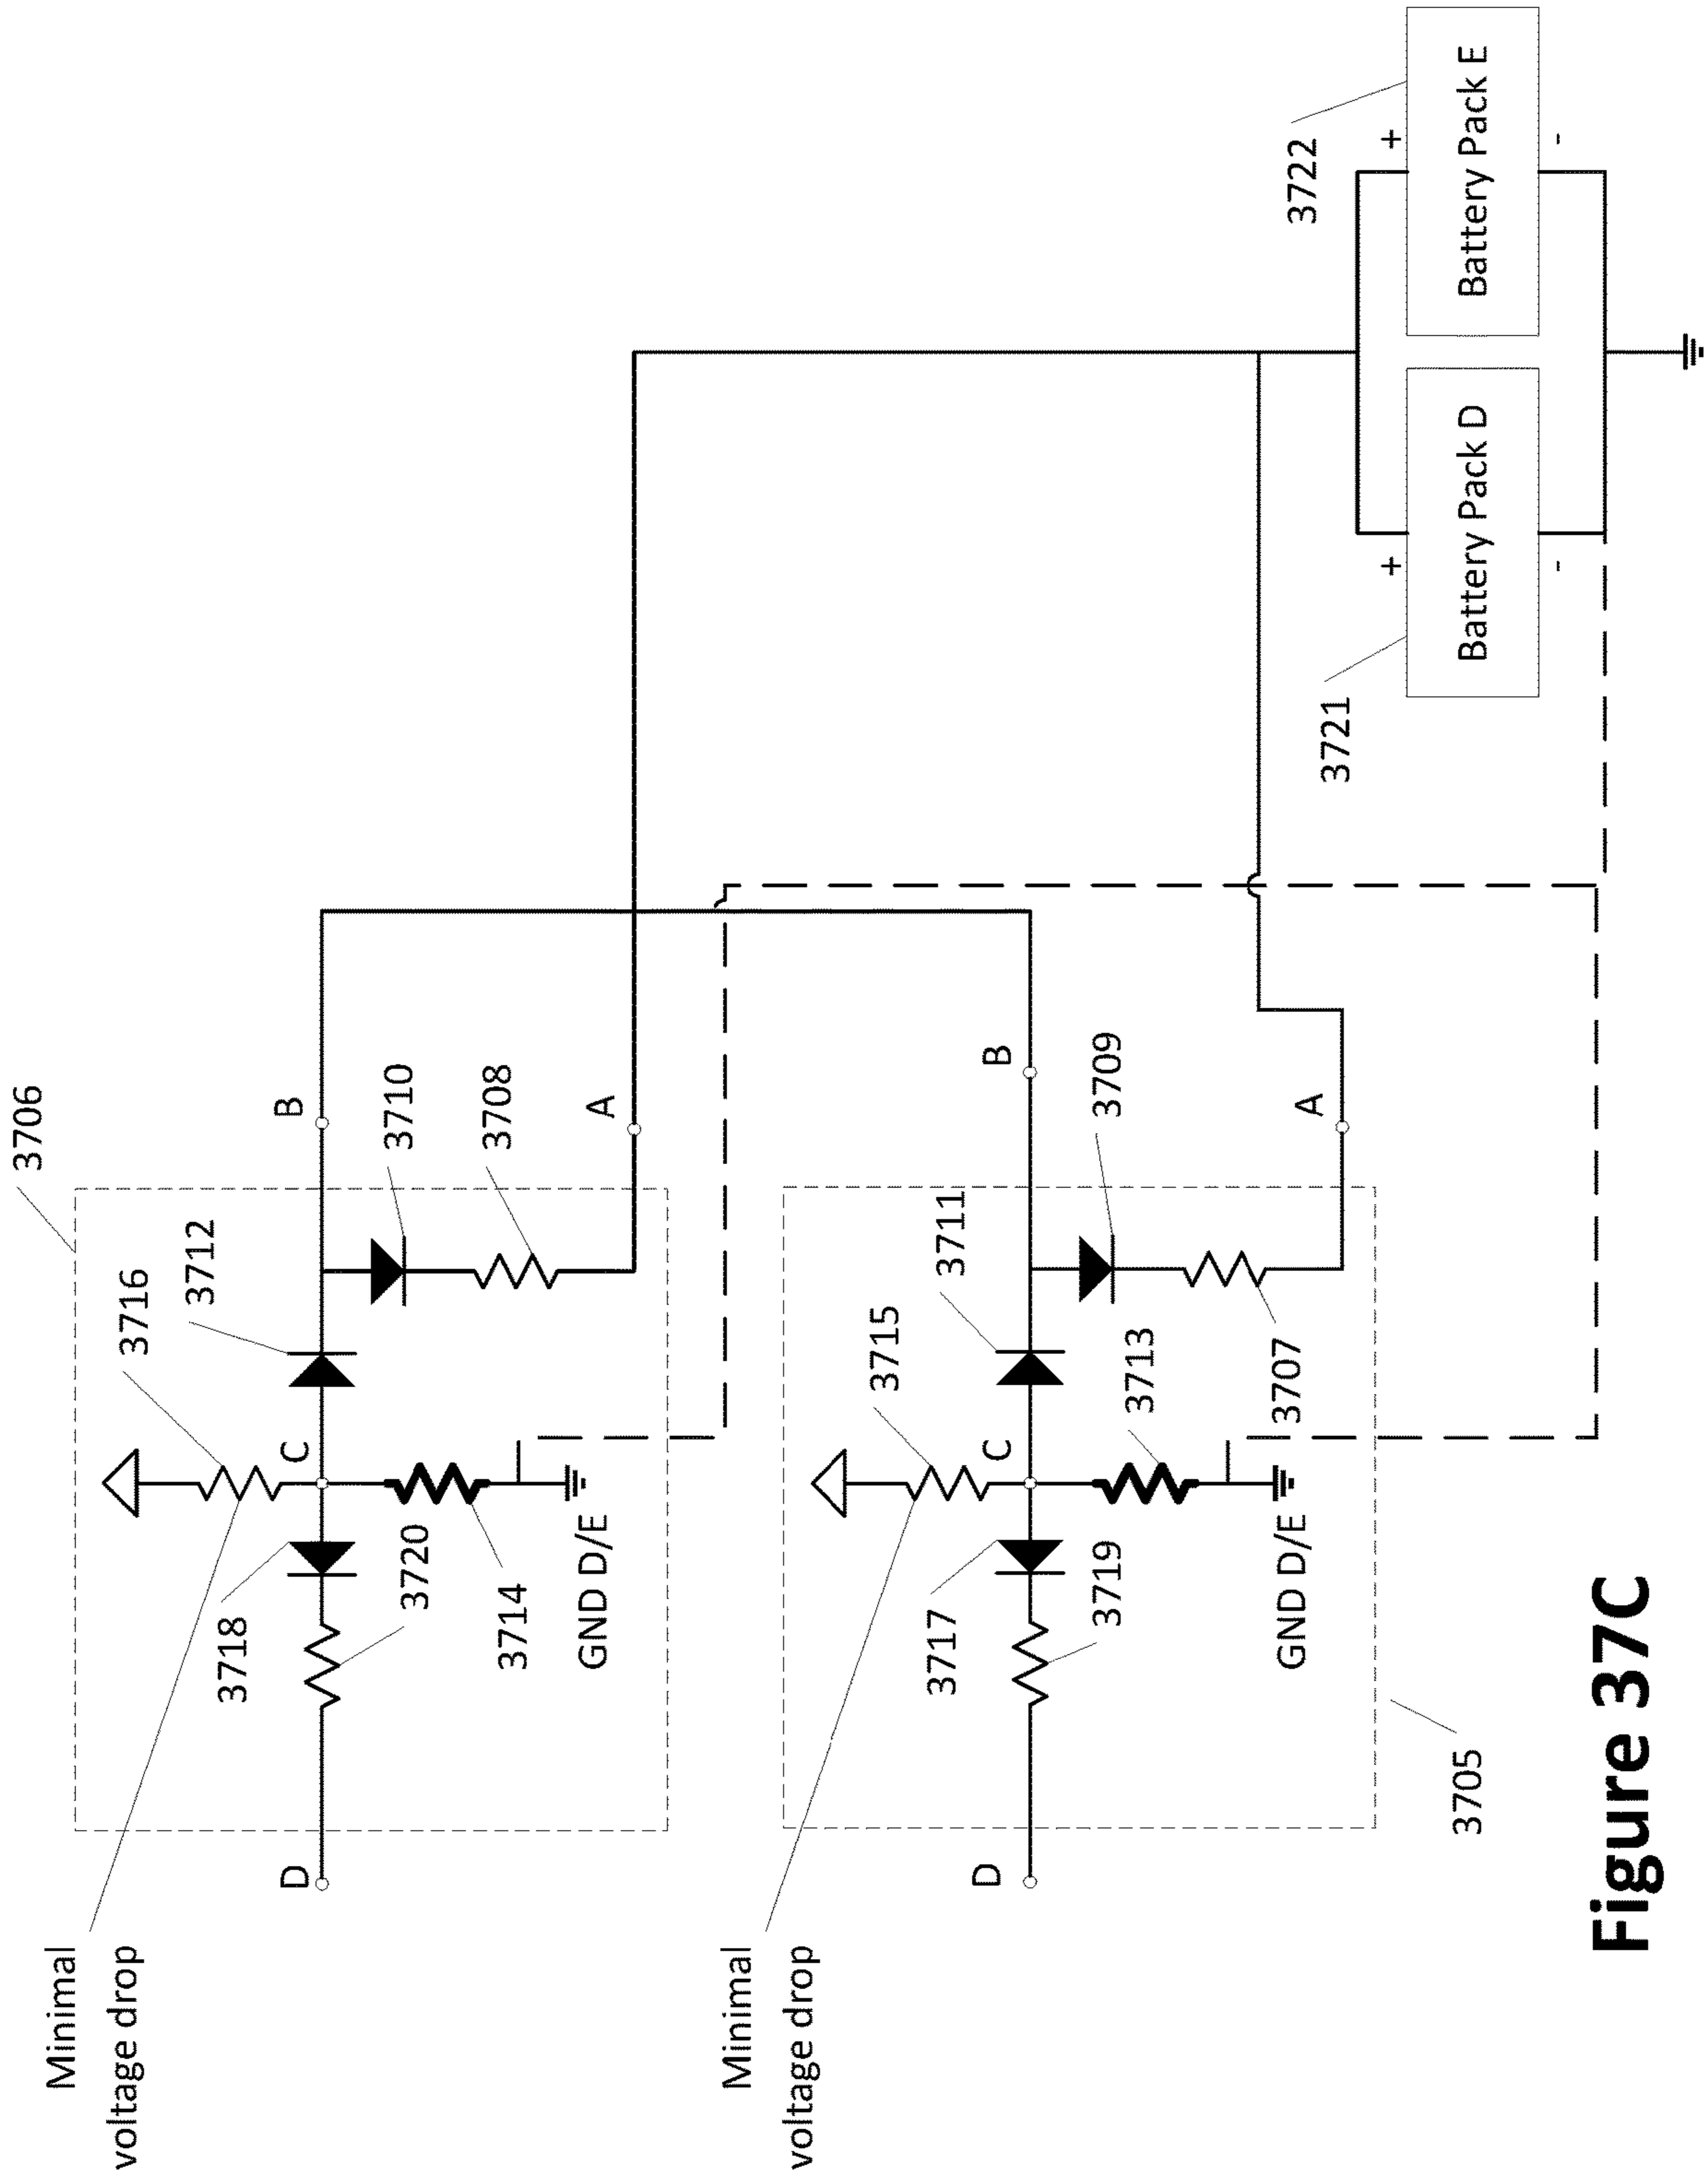 3706
3716
3712
B
3710
3708
A
C
3718
3720
3714
GND D/E
D
Minimal
voltage drop
3715
3711
B
3709
A
C
3713
3707
3717
3719
GND D/E
D
Minimal
voltage drop
3705
3722
+
Battery Pack E
-
3721
+
Battery Pack D
-
Figure 37C